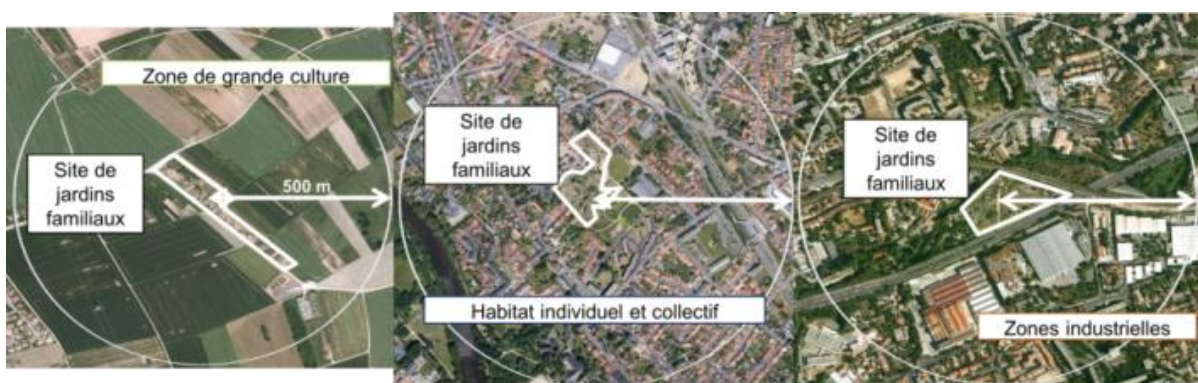 Zone de grande culture
Site de
jardins
familiaux
500 m
Site de
jardins
familiaux
Habitat individuel et collectif
Site de
jardins
familiaux
Zones industrielles